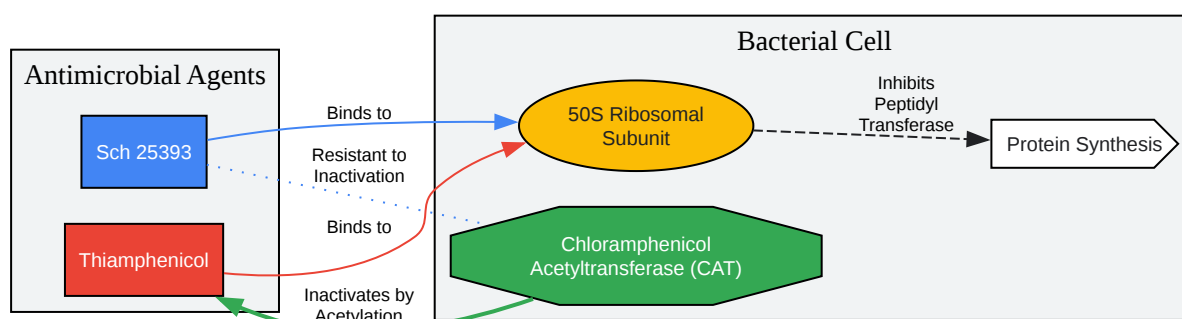 Antimicrobial Agents
Bacterial Cell
Sch 25393
Thiamphenicol
Binds to
Resistant to
Inactivation
Binds to
Inactivates by
Acetylation
50S Ribosomal
Subunit
Inhibits
Peptidyl
Transferase
Protein Synthesis
Chloramphenicol
Acetyltransferase (CAT)